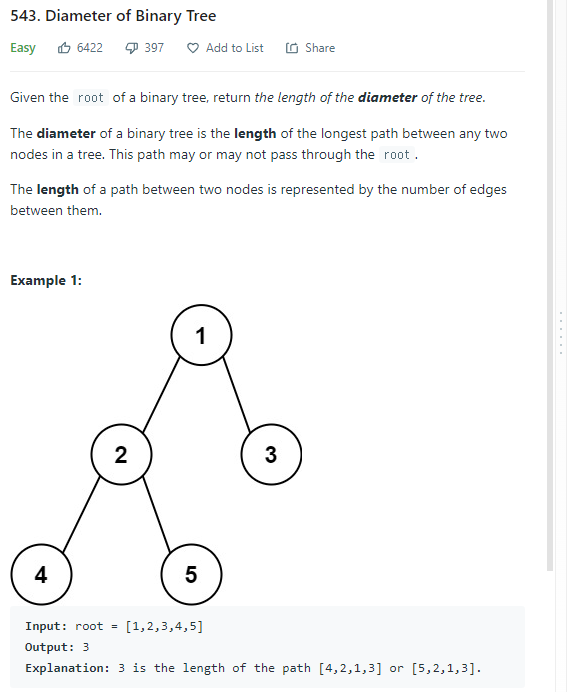 543. Diameter of Binary Tree
Easy 6422 397 Add to List Share
Given the root of a binary tree, return the length of the diameter of the tree.
The diameter of a binary tree is the length of the longest path between any two
nodes in a tree. This path may or may not pass through the root .
The length of a path between two nodes is represented by the number of edges
between them.
Example 1:
1
2 3
4 5
Input: root = [1,2,3,4,5]
Output: 3
Explanation: 3 is the length of the path [4,2,1,3] or [5,2,1,3].